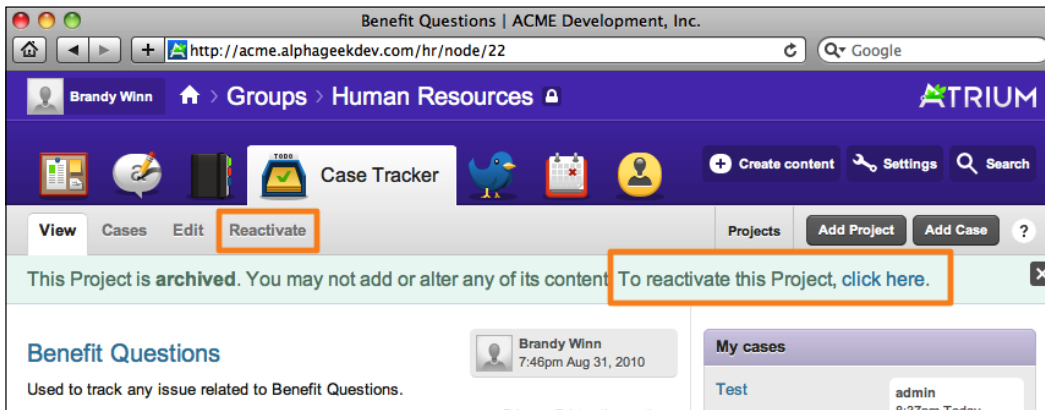 Benefit Questions | ACME Development, Inc.
http://acme.alphageekdev.com/hr/node/22
Google
Brandy Winn
Groups › Human Resources
ATRIUM
TODO
Case Tracker
Create content
Settings
Search
View
Cases
Edit
Reactivate
Projects
Add Project
Add Case
?
This Project is archived. You may not add or alter any of its content To reactivate this Project, click here.
Benefit Questions
Brandy Winn
7:46pm Aug 31, 2010
Used to track any issue related to Benefit Questions.
My cases
Test
admin
8:37pm Today